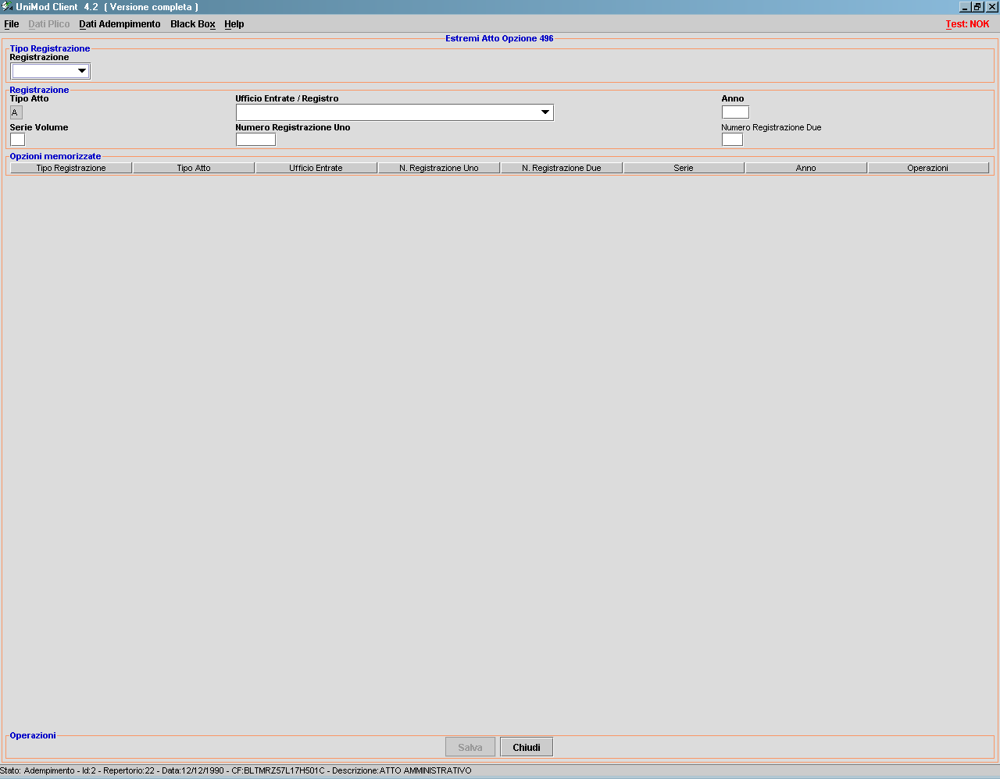 UniMod Client 4.2 ( Versione completa )
File Dati Plico Dati Adempimento Black Box Help Test: NOK
Estremi Atto Opzione 496
Tipo Registrazione
Registrazione
Registrazione
Tipo Atto Ufficio Entrate / Registro Anno
A
Serie Volume Numero Registrazione Uno Numero Registrazione Due
Opzioni memorizzate
Tipo Registrazione Tipo Atto Ufficio Entrate N. Registrazione Uno N. Registrazione Due Serie Anno Operazioni
Operazioni
Salva Chiudi
Stato: Adempimento - Id:2 - Repertorio:22 - Data:12/12/1990 - CF:BLTMRZ57L17H501C - Descrizione:ATTO AMMINISTRATIVO